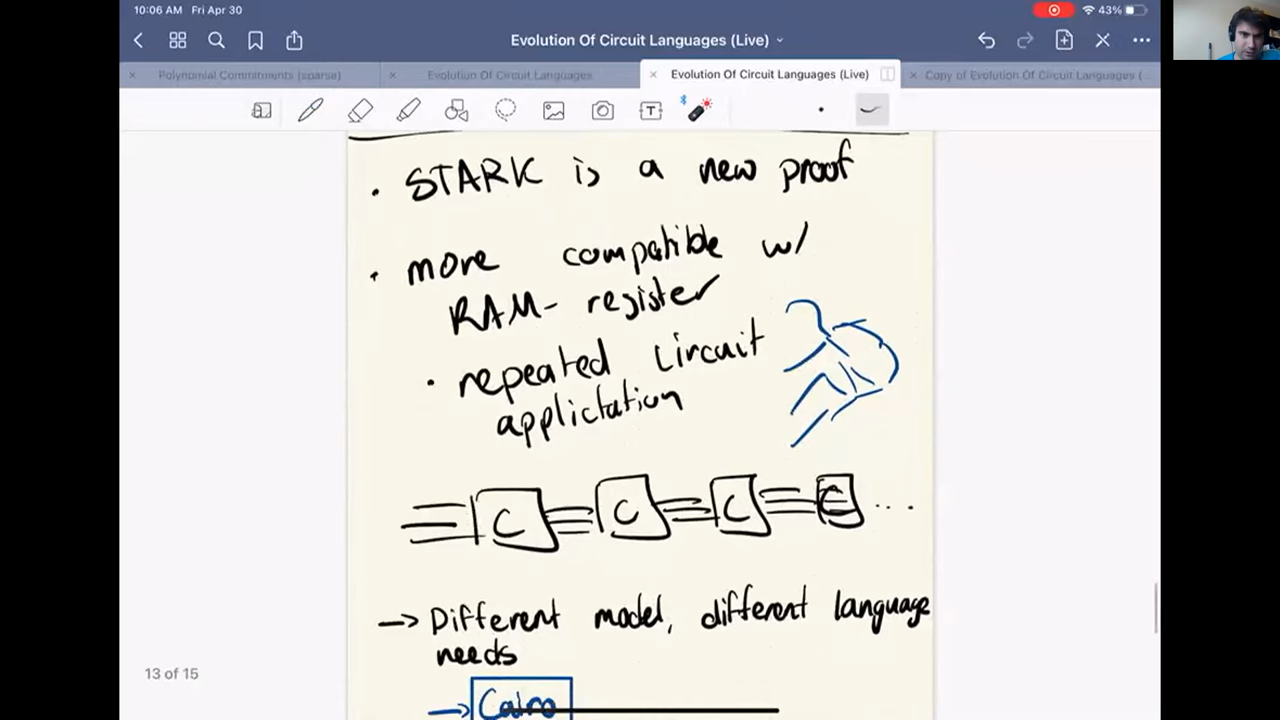 10:06 AM Fri Apr 30
43%
Evolution Of Circuit Languages (Live)
Polynomial Commitments (sparse)
Evolution Of Circuit Languages
Evolution Of Circuit Languages (Live)
Copy of Evolution Of Circuit Languages (...
T
• STARK is a new proof
• more compatible w/
RAM- register
• repeated circuit
applictation
C C C C ...
→ Different model, different language
needs
→ Cairo
13 of 15